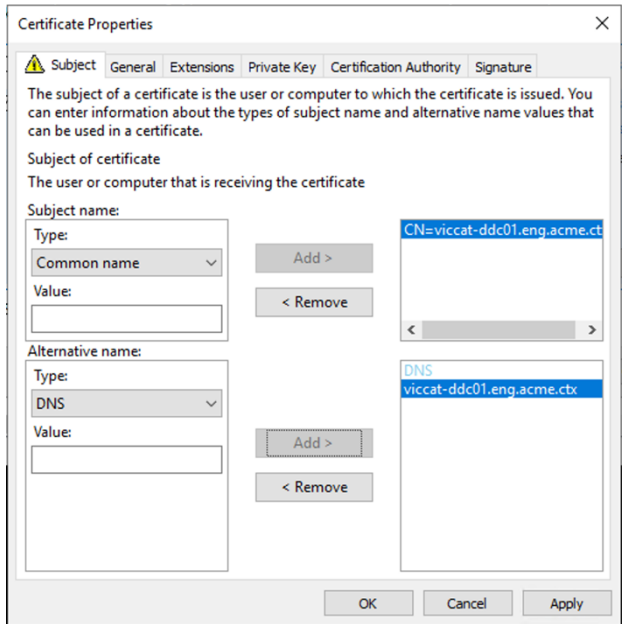 Certificate Properties
Subject General Extensions Private Key Certification Authority Signature
The subject of a certificate is the user or computer to which the certificate is issued. You
can enter information about the types of subject name and alternative name values that
can be used in a certificate.
Subject of certificate
The user or computer that is receiving the certificate
Subject name:
Type:
Common name
Value:
Add >
< Remove
CN=viccat-ddc01.eng.acme.ct
Alternative name:
Type:
DNS
Value:
Add >
< Remove
DNS
viccat-ddc01.eng.acme.ctx
OK Cancel Apply